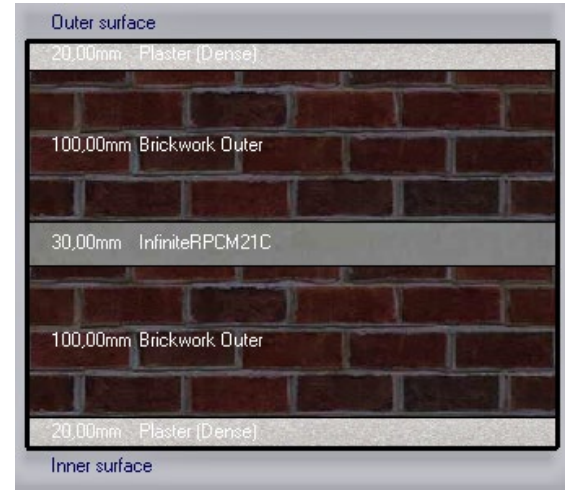 Outer surface
20,00mm Plaster (Dense)
100,00mm Brickwork Outer
30,00mm InfiniteRPCM21C
100,00mm Brickwork Outer
20,00mm Plaster (Dense)
Inner surface